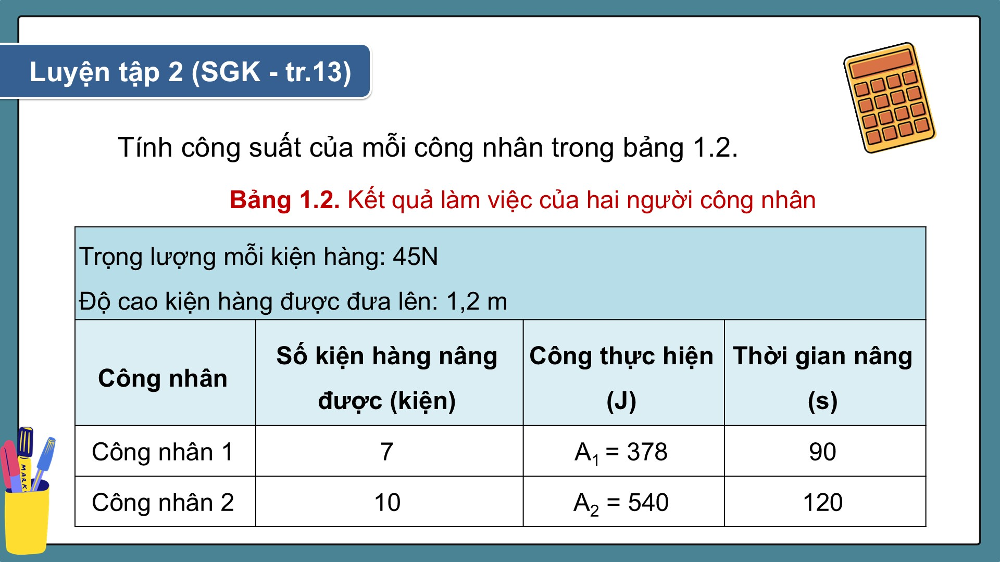 Luyện tập 2 (SGK - tr.13)
Tính công suất của mỗi công nhân trong bảng 1.2.
Bảng 1.2. Kết quả làm việc của hai người công nhân
Trọng lượng mỗi kiện hàng: 45N
Độ cao kiện hàng được đưa lên: 1,2 m
Công nhân
Số kiện hàng nâng
được (kiện)
Công thực hiện
(J)
Thời gian nâng
(s)
Công nhân 1
7
A₁ = 378
90
Công nhân 2
10
A₂ = 540
120
MARK